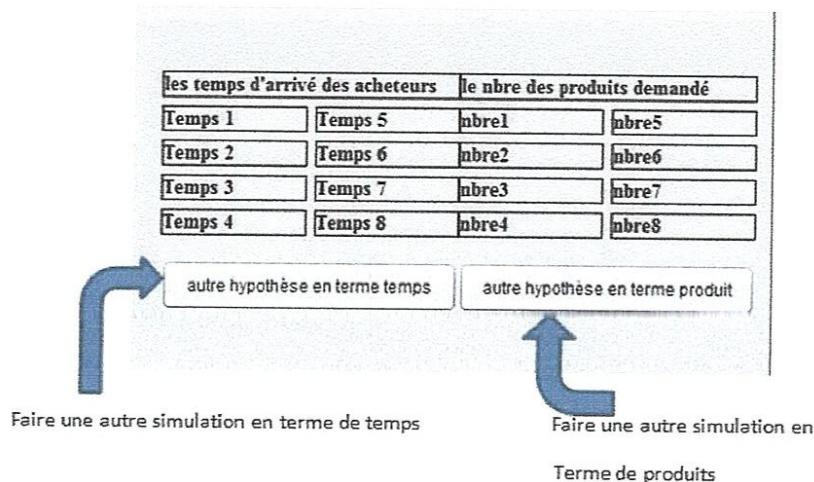 les temps d'arrivé des acheteurs le nbre des produits demandé
Temps 1 Temps 5 nbre1 nbre5
Temps 2 Temps 6 nbre2 nbre6
Temps 3 Temps 7 nbre3 nbre7
Temps 4 Temps 8 nbre4 nbre8
autre hypothèse en terme temps autre hypothèse en terme produit
Faire une autre simulation en terme de temps
Faire une autre simulation en
Terme de produits